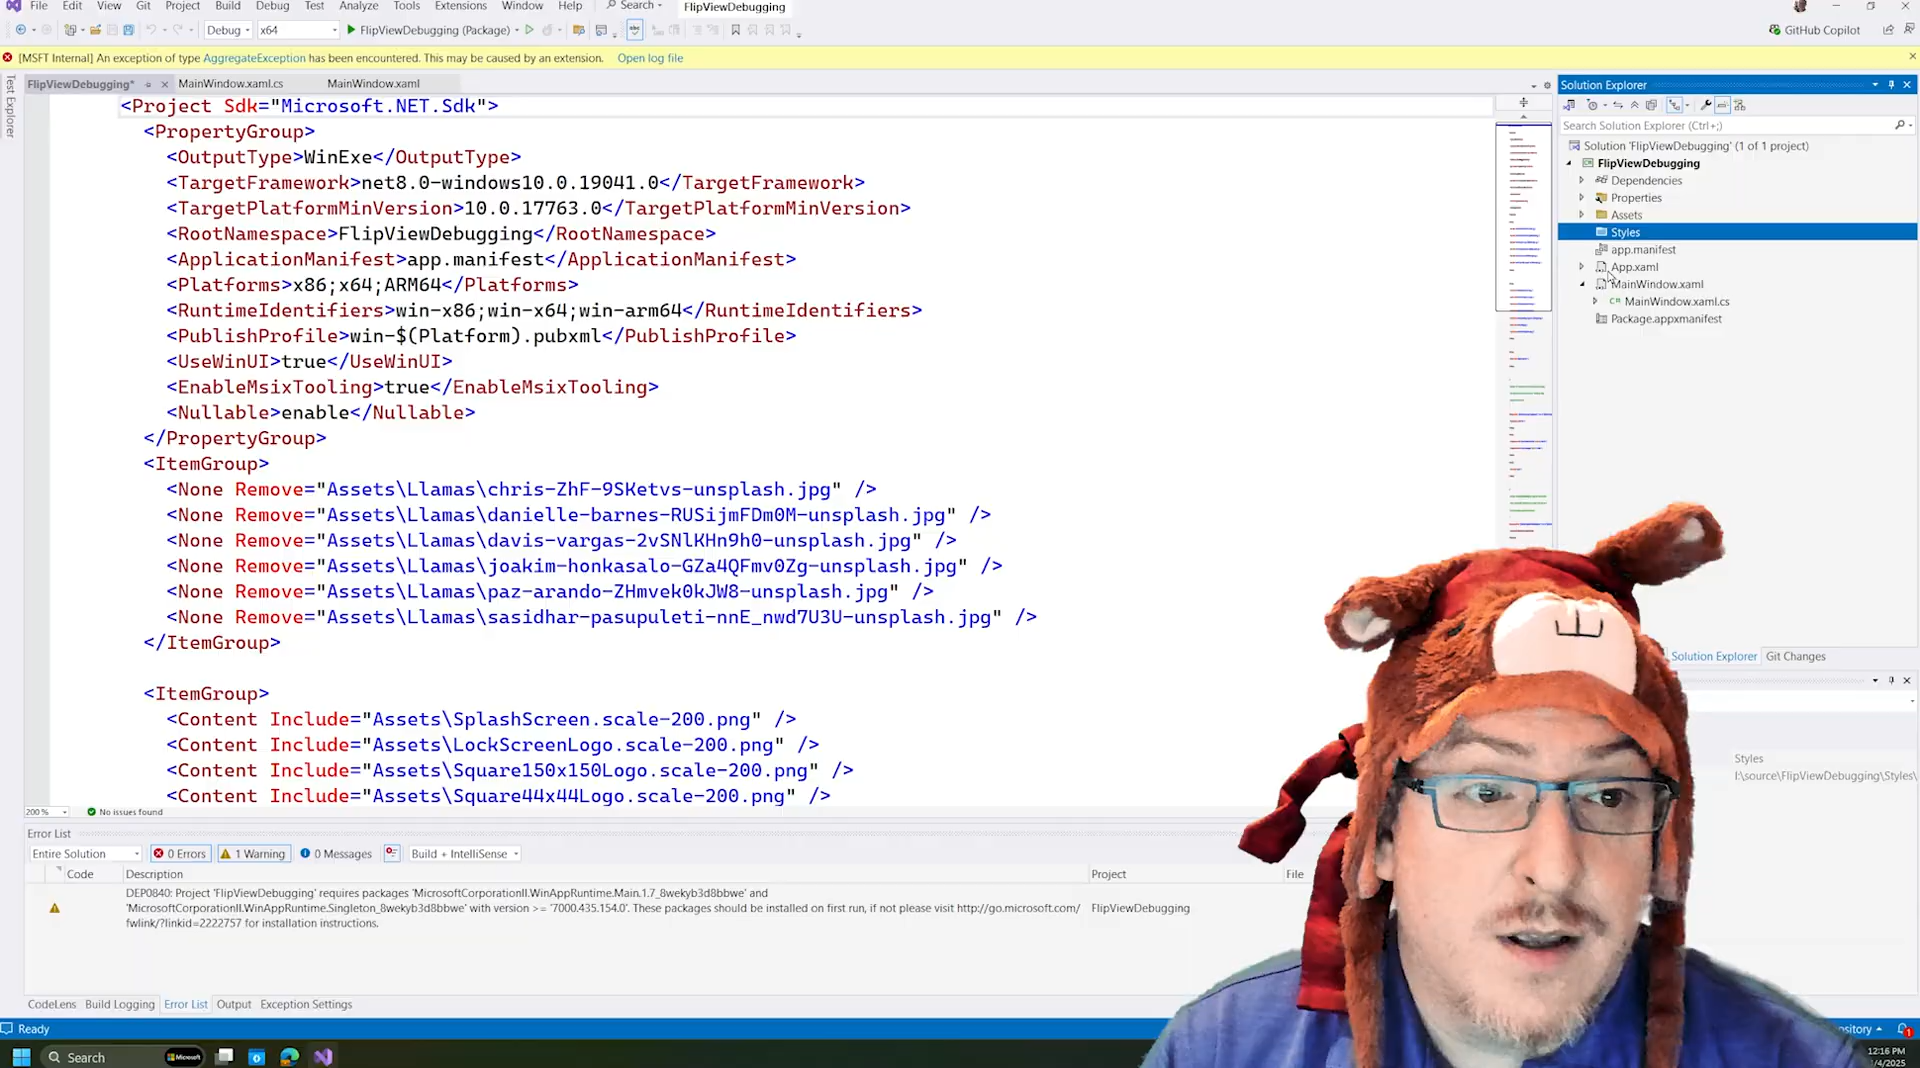 File Edit View Git Project Build Debug Test Analyze Tools Extensions Window Help Search FlipViewDebugging
Debug x64 FlipViewDebugging (Package) GitHub Copilot
[MSFT Internal] An exception of type AggregateException has been encountered. This may be caused by an extension. Open log file
Test Explorer
FlipViewDebugging* MainWindow.xaml.cs MainWindow.xaml
<Project Sdk="Microsoft.NET.Sdk">
<PropertyGroup>
<OutputType>WinExe</OutputType>
<TargetFramework>net8.0-windows10.0.19041.0</TargetFramework>
<TargetPlatformMinVersion>10.0.17763.0</TargetPlatformMinVersion>
<RootNamespace>FlipViewDebugging</RootNamespace>
<ApplicationManifest>app.manifest</ApplicationManifest>
<Platforms>x86;x64;ARM64</Platforms>
<RuntimeIdentifiers>win-x86;win-x64;win-arm64</RuntimeIdentifiers>
<PublishProfile>win-$(Platform).pubxml</PublishProfile>
<UseWinUI>true</UseWinUI>
<EnableMsixTooling>true</EnableMsixTooling>
<Nullable>enable</Nullable>
</PropertyGroup>
<ItemGroup>
<None Remove="Assets\Llamas\chris-ZhF-9SKetvs-unsplash.jpg" />
<None Remove="Assets\Llamas\danielle-barnes-RUSijmFDm0M-unsplash.jpg" />
<None Remove="Assets\Llamas\davis-vargas-2vSNlKHn9h0-unsplash.jpg" />
<None Remove="Assets\Llamas\joakim-honkasalo-GZa4QFmv0Zg-unsplash.jpg" />
<None Remove="Assets\Llamas\paz-arando-ZHmvek0kJW8-unsplash.jpg" />
<None Remove="Assets\Llamas\sasidhar-pasupuleti-nnE_nwd7U3U-unsplash.jpg" />
</ItemGroup>
<ItemGroup>
<Content Include="Assets\SplashScreen.scale-200.png" />
<Content Include="Assets\LockScreenLogo.scale-200.png" />
<Content Include="Assets\Square150x150Logo.scale-200.png" />
<Content Include="Assets\Square44x44Logo.scale-200.png" />
200 % No issues found
Solution Explorer
Search Solution Explorer (Ctrl+;)
Solution 'FlipViewDebugging' (1 of 1 project)
FlipViewDebugging
Dependencies
Properties
Assets
Styles
app.manifest
App.xaml
MainWindow.xaml
C# MainWindow.xaml.cs
Package.appxmanifest
Solution Explorer Git Changes
Styles
I:\source\FlipViewDebugging\Styles\
Error List
Entire Solution 0 Errors 1 Warning 0 Messages Build + IntelliSense
Code Description Project File
DEP0840: Project 'FlipViewDebugging' requires packages 'MicrosoftCorporationII.WinAppRuntime.Main.1.7_8wekyb3d8bbwe' and
'MicrosoftCorporationII.WinAppRuntime.Singleton_8wekyb3d8bbwe' with version >= '7000.435.154.0'. These packages should be installed on first run, if not please visit http://go.microsoft.com/ FlipViewDebugging
fwlink/?linkid=2222757 for installation instructions.
CodeLens Build Logging Error List Output Exception Settings
Ready ository 1
Search Microsoft 12:16 PM
/4/2025